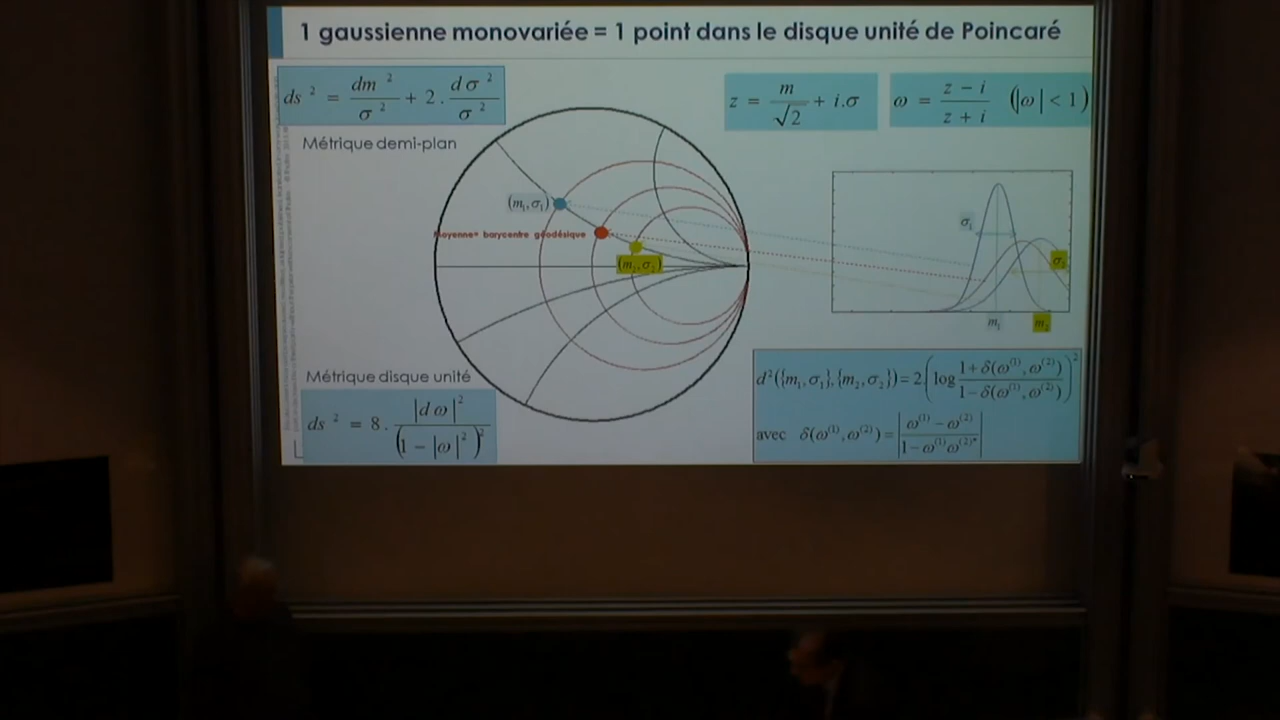 1 gaussienne monovariée = 1 point dans le disque unité de Poincaré
ds² = dm²/σ² + 2 . dσ²/σ²
z = m/√2 + i.σ
ω = (z − i)/(z + i) (|ω| < 1)
Métrique demi-plan
(m₁,σ₁)
Moyenne= barycentre géodésique
(m₂,σ₂)
σ₁
σ₂
m₁
m₂
Métrique disque unité
ds² = 8 . |dω|²/(1 − |ω|²)²
d²({m₁,σ₁},{m₂,σ₂}) = 2.(log (1+δ(ω⁽¹⁾,ω⁽²⁾))/(1−δ(ω⁽¹⁾,ω⁽²⁾)))²
avec δ(ω⁽¹⁾,ω⁽²⁾) = |(ω⁽¹⁾ − ω⁽²⁾)/(1 − ω⁽¹⁾ω⁽²⁾*)|